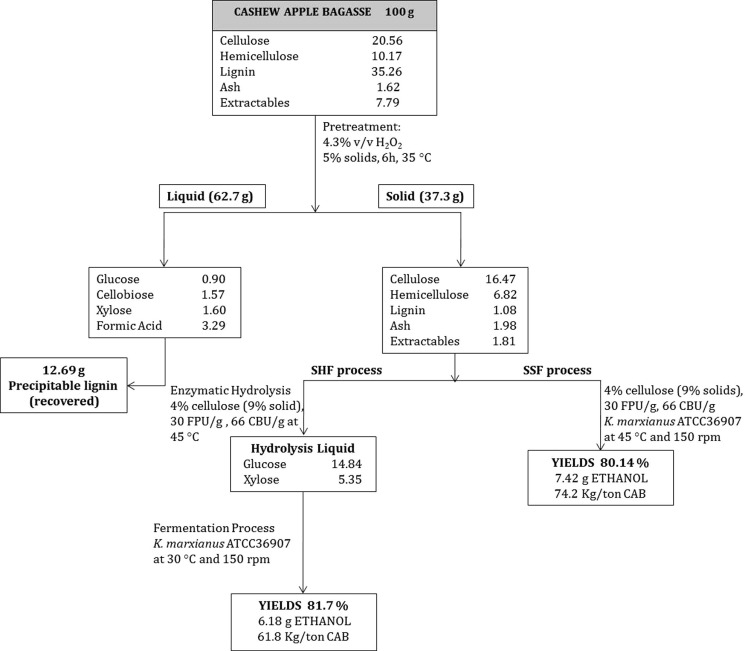 CASHEW APPLE BAGASSE 100 g
Cellulose 20.56
Hemicellulose 10.17
Lignin 35.26
Ash 1.62
Extractables 7.79
Pretreatment:
4.3% v/v H₂O₂
5% solids, 6h, 35 °C
Liquid (62.7 g)
Solid (37.3 g)
Glucose 0.90
Cellobiose 1.57
Xylose 1.60
Formic Acid 3.29
Cellulose 16.47
Hemicellulose 6.82
Lignin 1.08
Ash 1.98
Extractables 1.81
12.69 g
Precipitable lignin
(recovered)
SHF process
SSF process
Enzymatic Hydrolysis
4% cellulose (9% solid),
30 FPU/g , 66 CBU/g at
45 °C
4% cellulose (9% solids),
30 FPU/g, 66 CBU/g
K. marxianus ATCC36907
at 45 °C and 150 rpm
Hydrolysis Liquid
Glucose 14.84
Xylose 5.35
YIELDS 80.14 %
7.42 g ETHANOL
74.2 Kg/ton CAB
Fermentation Process
K. marxianus ATCC36907
at 30 °C and 150 rpm
YIELDS 81.7 %
6.18 g ETHANOL
61.8 Kg/ton CAB